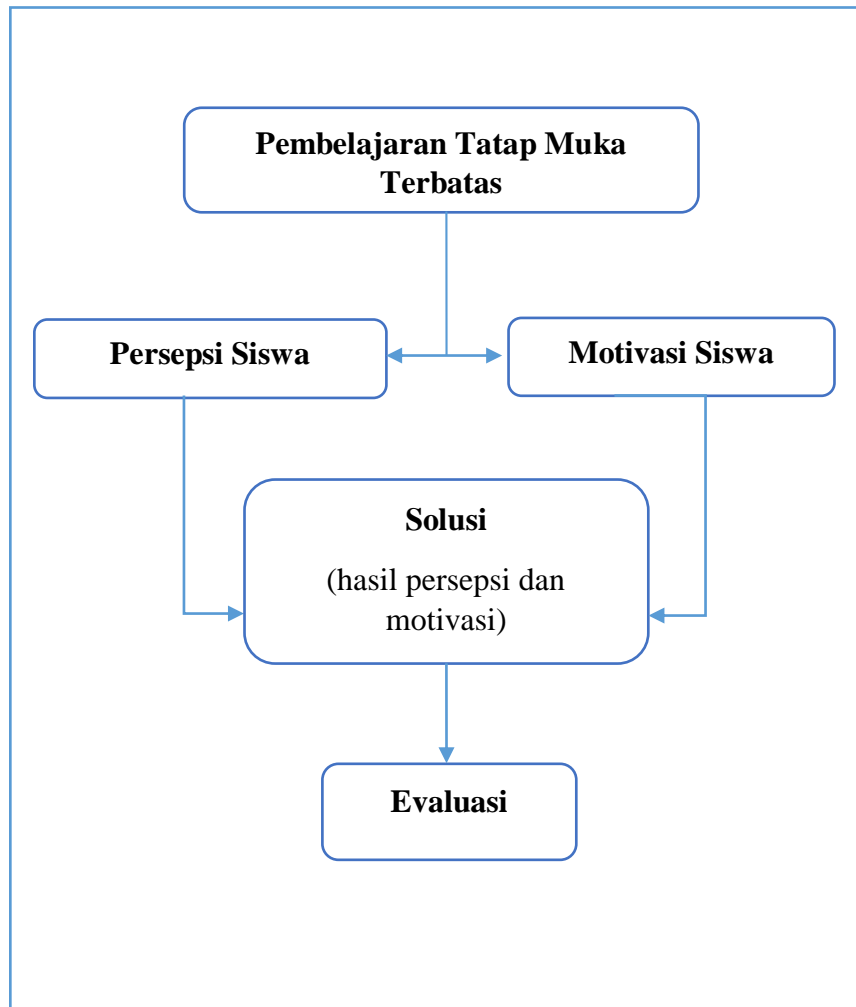 Pembelajaran Tatap Muka
Terbatas
Persepsi Siswa
Motivasi Siswa
Solusi
(hasil persepsi dan
motivasi)
Evaluasi